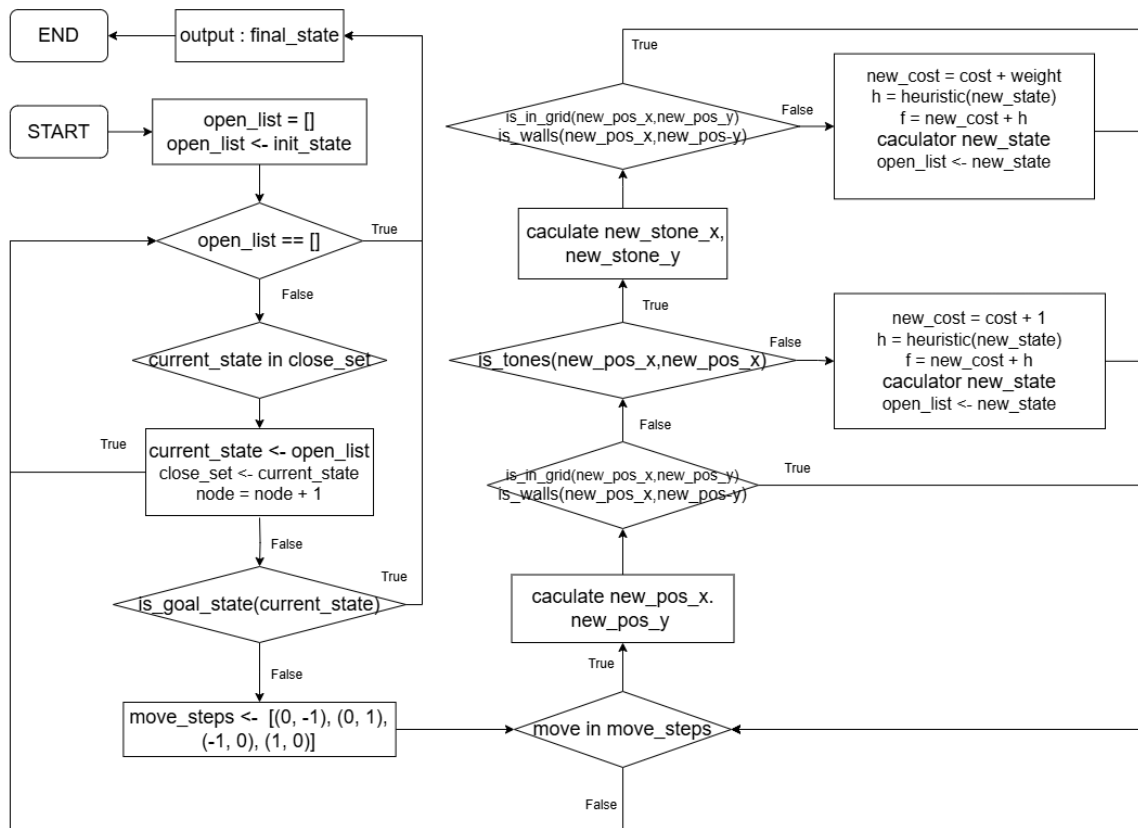 END
output : final_state
START
open_list = []
open_list <- init_state
open_list == []
True
False
current_state in close_set
True
current_state <- open_list
close_set <- current_state
node = node + 1
False
is_goal_state(current_state)
True
False
move_steps <- [(0, -1), (0, 1),
(-1, 0), (1, 0)]
move in move_steps
True
False
caculate new_pos_x.
new_pos_y
is_in_grid(new_pos_x,new_pos_y)
is_walls(new_pos_x,new_pos-y)
True
False
is_tones(new_pos_x,new_pos_x)
False
new_cost = cost + 1
h = heuristic(new_state)
f = new_cost + h
caculator new_state
open_list <- new_state
True
caculate new_stone_x,
new_stone_y
is_in_grid(new_pos_x,new_pos_y)
is_walls(new_pos_x,new_pos-y)
True
False
new_cost = cost + weight
h = heuristic(new_state)
f = new_cost + h
caculator new_state
open_list <- new_state